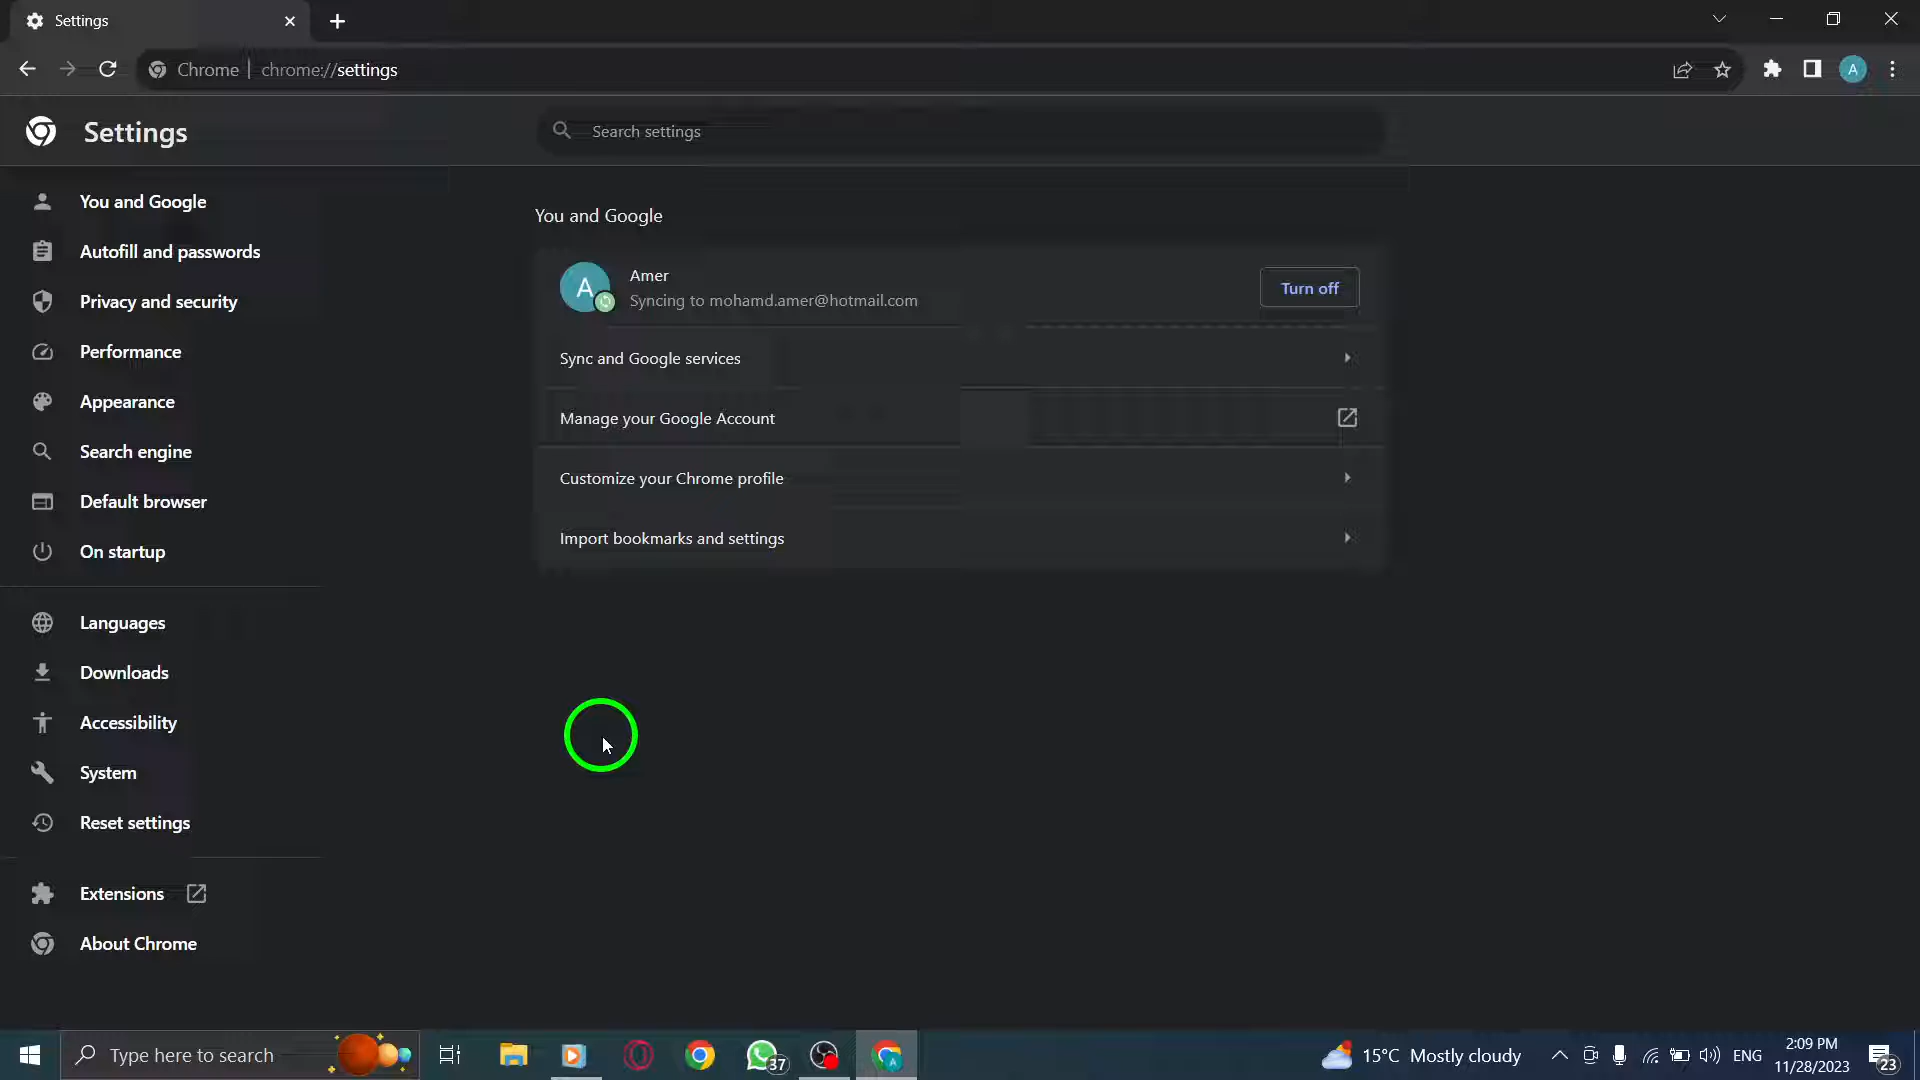 Settings
Chrome
chrome://settings
A
Settings
Search settings
You and Google
Autofill and passwords
Privacy and security
Performance
Appearance
Search engine
Default browser
On startup
Languages
Downloads
Accessibility
System
Reset settings
Extensions
About Chrome
You and Google
A
Amer
Syncing to mohamd.amer@hotmail.com
Turn off
Sync and Google services
Manage your Google Account
Customize your Chrome profile
Import bookmarks and settings
Type here to search
37
A
15°C Mostly cloudy
ENG
2:09 PM
11/28/2023
23